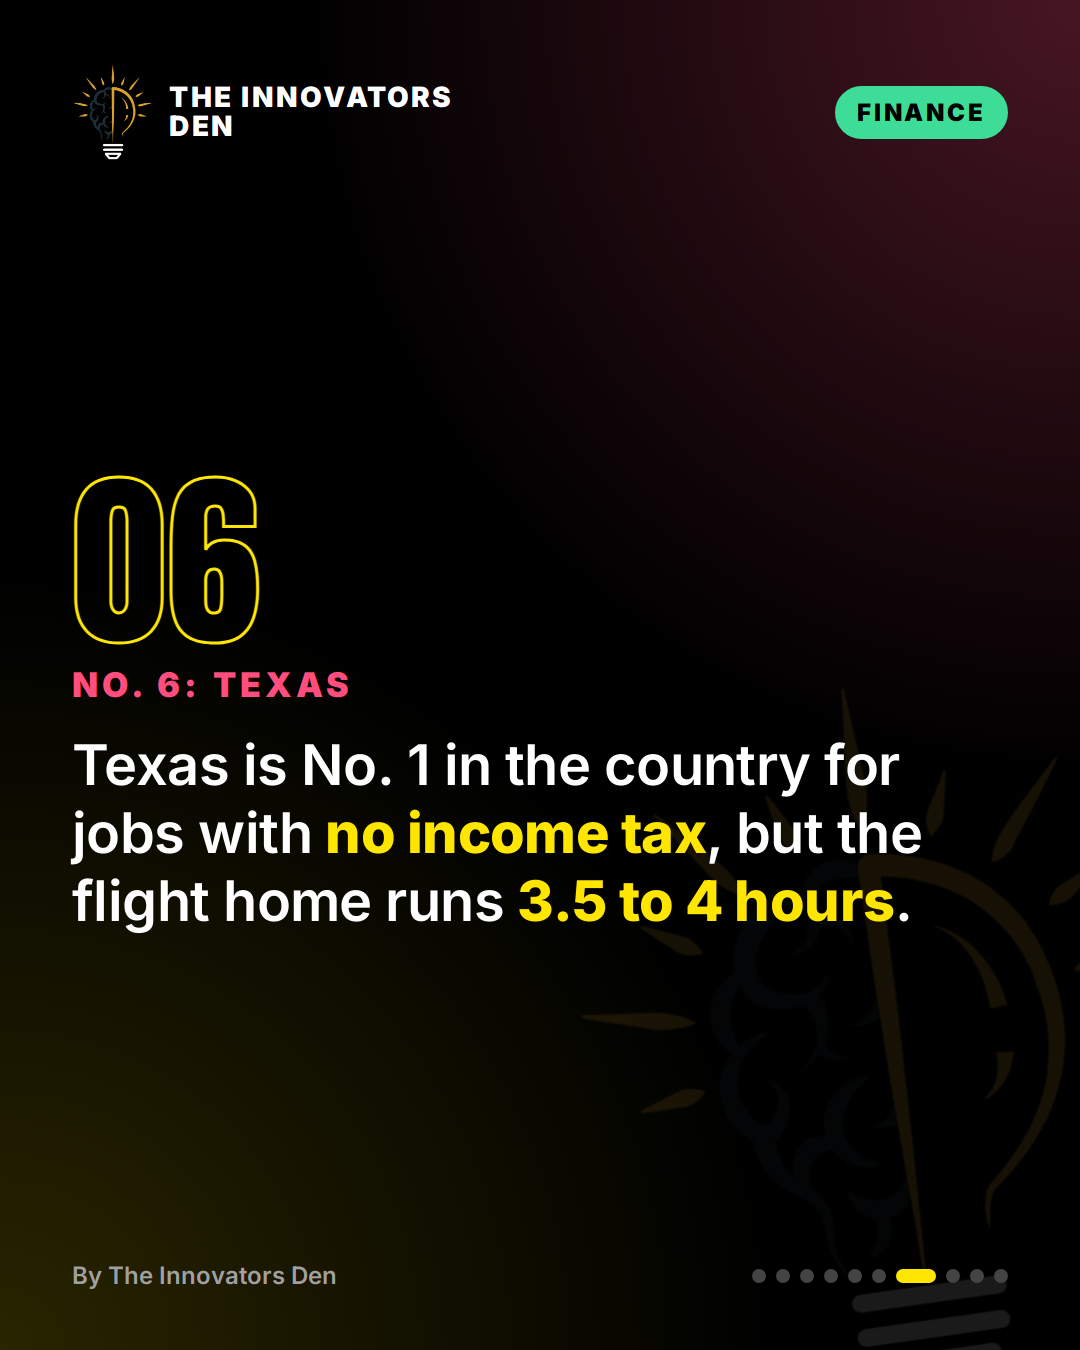 THE INNOVATORS
DEN
FINANCE
06
NO. 6: TEXAS
Texas is No. 1 in the country for
jobs with no income tax, but the
flight home runs 3.5 to 4 hours.
By The Innovators Den